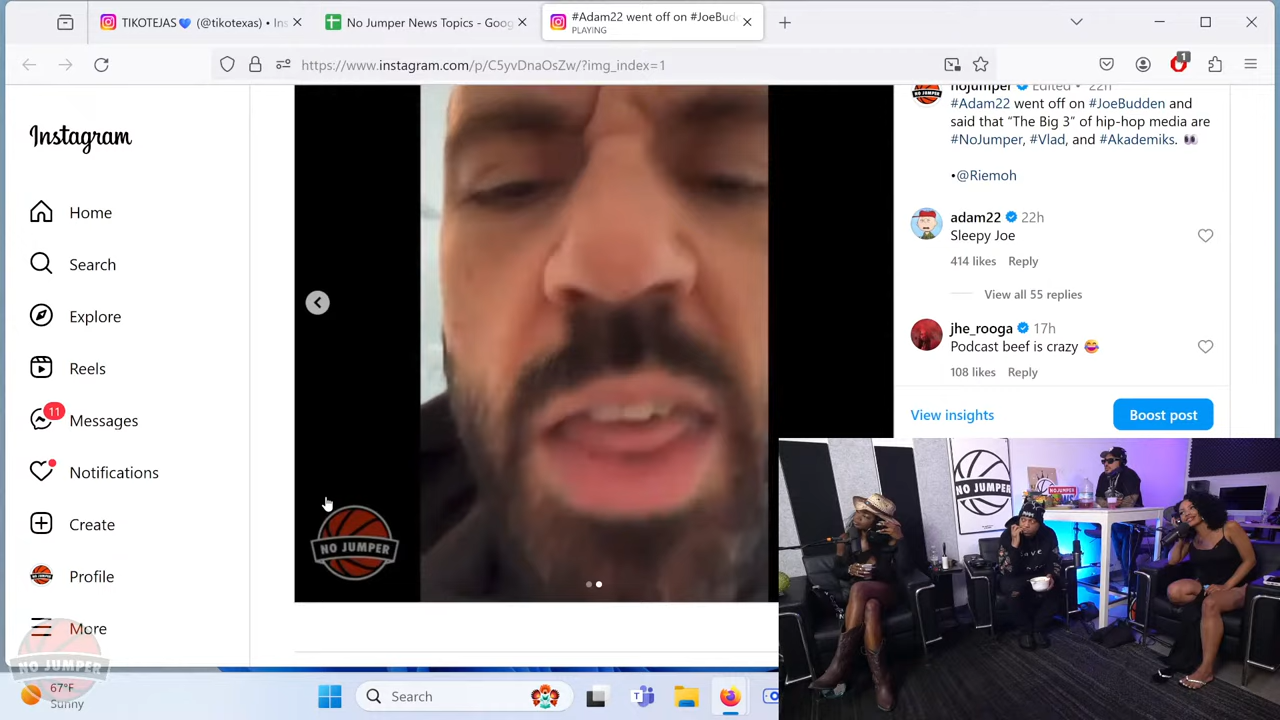 TIKOTEJAS💙 (@tikotexas) • Ins
No Jumper News Topics - Goog
#Adam22 went off on #JoeBudd
PLAYING
https://www.instagram.com/p/C5yvDnaOsZw/?img_index=1
1
Instagram
Home
Search
Explore
Reels
11
Messages
Notifications
Create
Profile
More
NO JUMPER
nojumper Edited • 22h
#Adam22 went off on #JoeBudden and
said that “The Big 3” of hip-hop media are
#NoJumper, #Vlad, and #Akademiks. 👀
•@Riemoh
adam22 22h
Sleepy Joe
414 likes Reply
View all 55 replies
jhe_rooga 17h
Podcast beef is crazy 😂
108 likes Reply
View insights
Boost post
NO JUMPER
NO JUMPER
67°F
Sunny
Search